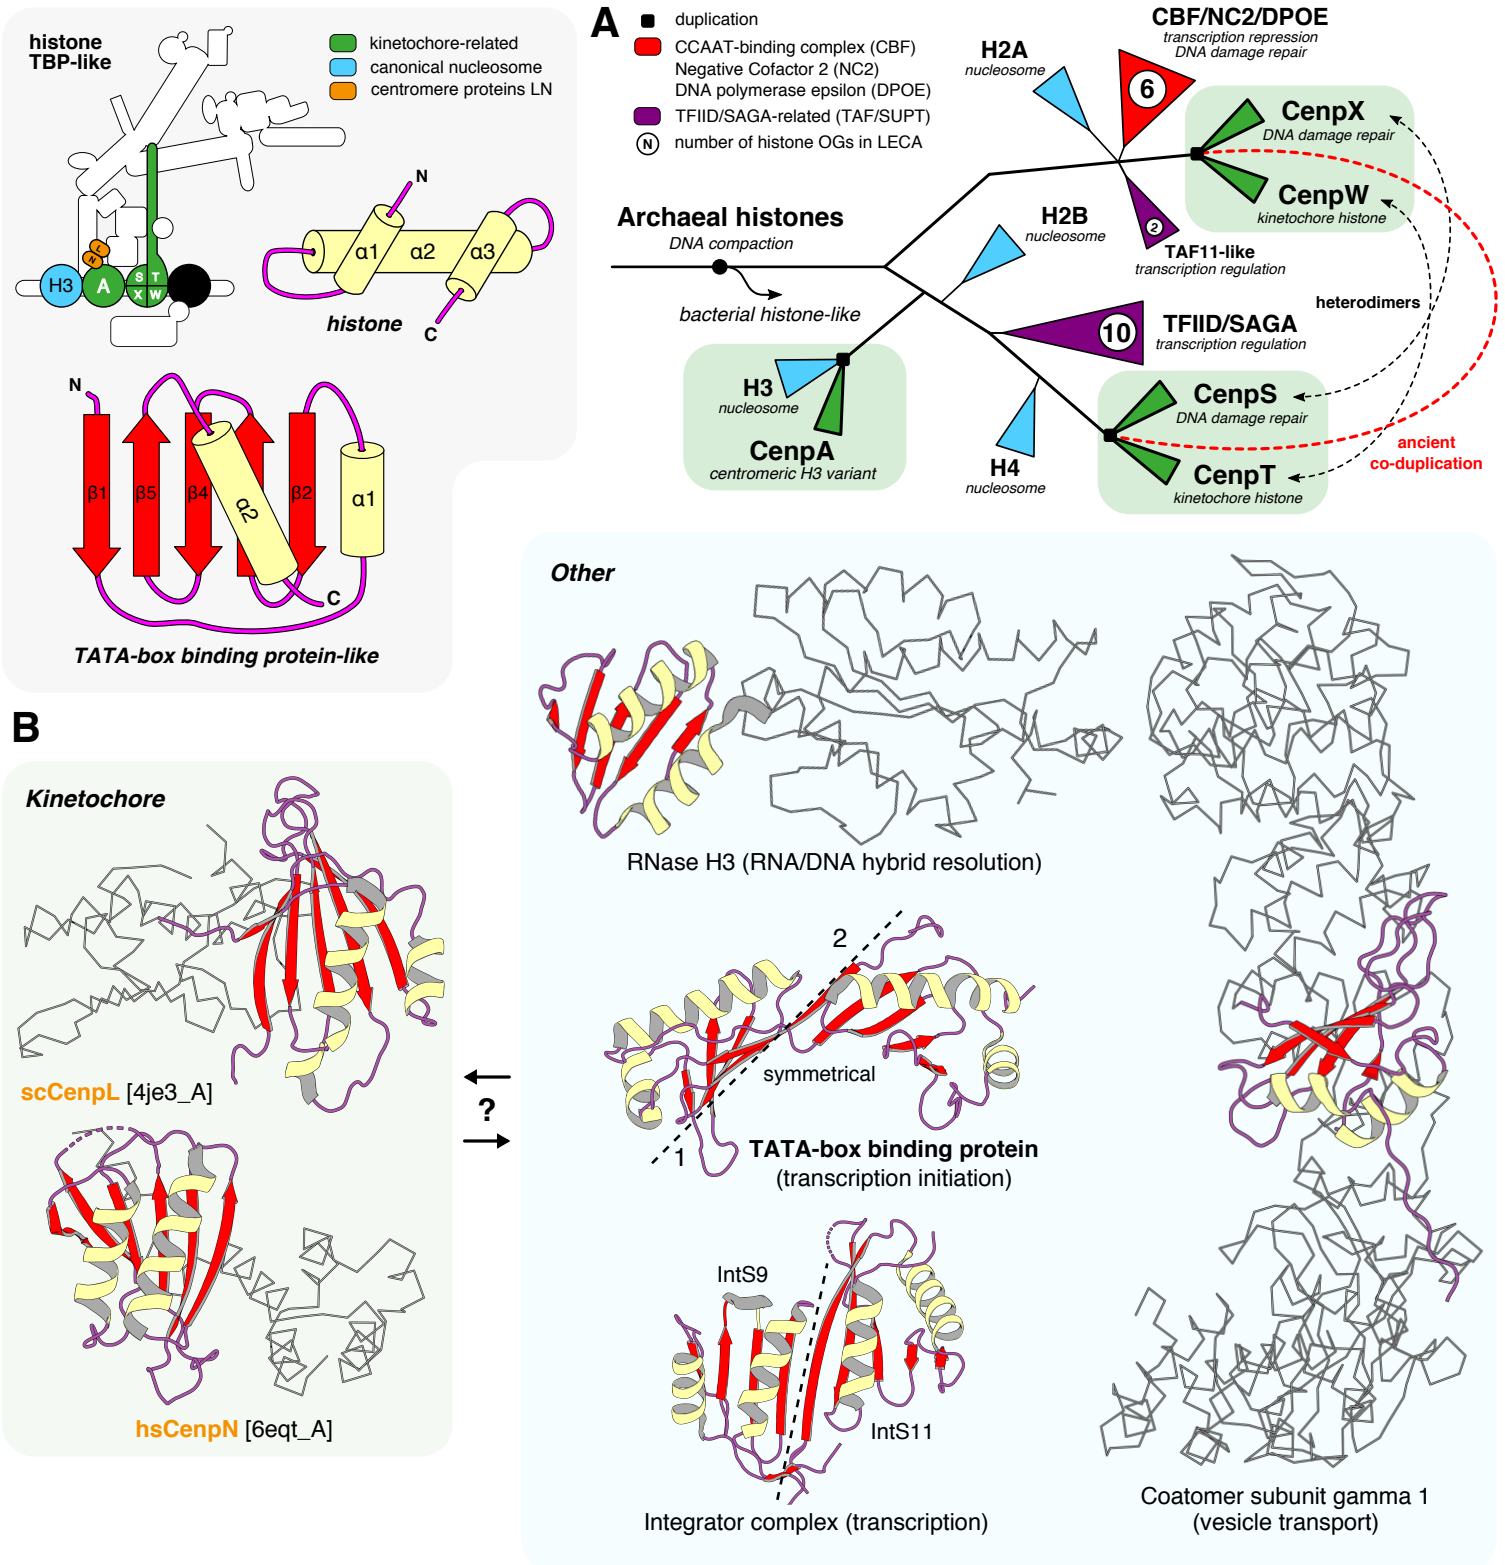 histone
TBP-like
kinetochore-related
canonical nucleosome
centromere proteins LN
L
N
H3
A
S
T
X
W
N
α1
α2
α3
C
histone
N
β1
β5
β4
α2
β2
α1
C
TATA-box binding protein-like
A
duplication
CCAAT-binding complex (CBF)
Negative Cofactor 2 (NC2)
DNA polymerase epsilon (DPOE)
TFIID/SAGA-related (TAF/SUPT)
N number of histone OGs in LECA
CBF/NC2/DPOE
transcription repression
DNA damage repair
H2A
nucleosome
6
CenpX
DNA damage repair
CenpW
kinetochore histone
2
TAF11-like
transcription regulation
Archaeal histones
DNA compaction
bacterial histone-like
H2B
nucleosome
heterodimers
10
TFIID/SAGA
transcription regulation
H3
nucleosome
CenpA
centromeric H3 variant
H4
nucleosome
CenpS
DNA damage repair
CenpT
kinetochore histone
ancient
co-duplication
B
Kinetochore
scCenpL [4je3_A]
hsCenpN [6eqt_A]
?
Other
RNase H3 (RNA/DNA hybrid resolution)
2
symmetrical
1
TATA-box binding protein
(transcription initiation)
IntS9
IntS11
Integrator complex (transcription)
Coatomer subunit gamma 1
(vesicle transport)